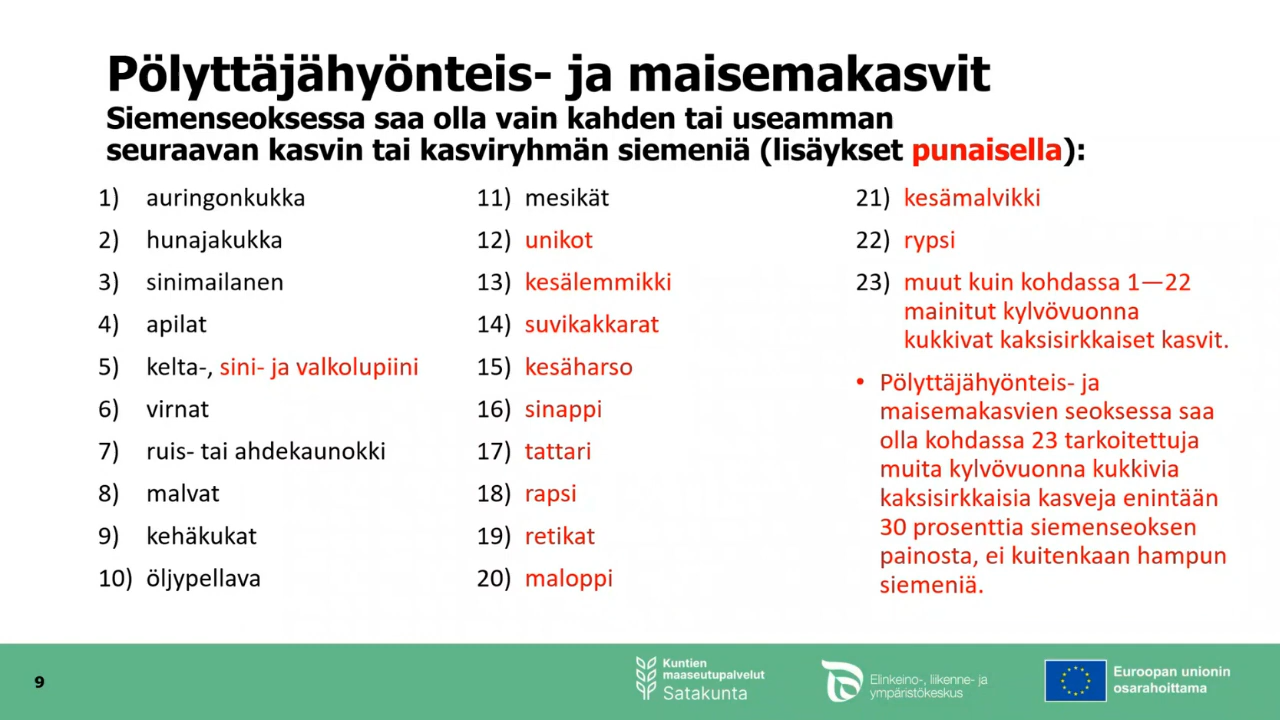 Pölyttäjähyönteis- ja maisemakasvit
Siemenseoksessa saa olla vain kahden tai useamman
seuraavan kasvin tai kasviryhmän siemeniä (lisäykset punaisella):
1) auringonkukka
2) hunajakukka
3) sinimailanen
4) apilat
5) kelta-, sini- ja valkolupiini
6) virnat
7) ruis- tai ahdekaunokki
8) malvat
9) kehäkukat
10) öljypellava
11) mesikät
12) unikot
13) kesälemmikki
14) suvikakkarat
15) kesäharso
16) sinappi
17) tattari
18) rapsi
19) retikat
20) maloppi
21) kesämalvikki
22) rypsi
23) muut kuin kohdassa 1—22
mainitut kylvövuonna
kukkivat kaksisirkkaiset kasvit.
• Pölyttäjähyönteis- ja
maisemakasvien seoksessa saa
olla kohdassa 23 tarkoitettuja
muita kylvövuonna kukkivia
kaksisirkkaisia kasveja enintään
30 prosenttia siemenseoksen
painosta, ei kuitenkaan hampun
siemeniä.
9
Kuntien
maaseutupalvelut
Satakunta
Elinkeino-, liikenne- ja
ympäristökeskus
Euroopan unionin
osarahoittama